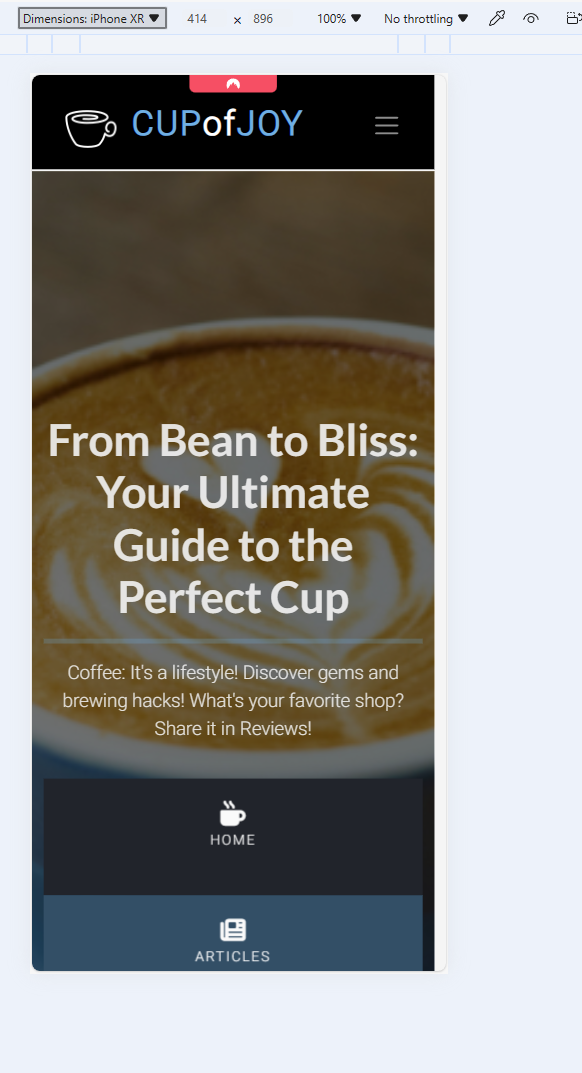 Dimensions: iPhone XR 414 x 896 100% No throttling
CUPofJOY
From Bean to Bliss:
Your Ultimate
Guide to the
Perfect Cup
Coffee: It's a lifestyle! Discover gems and
brewing hacks! What's your favorite shop?
Share it in Reviews!
HOME
ARTICLES